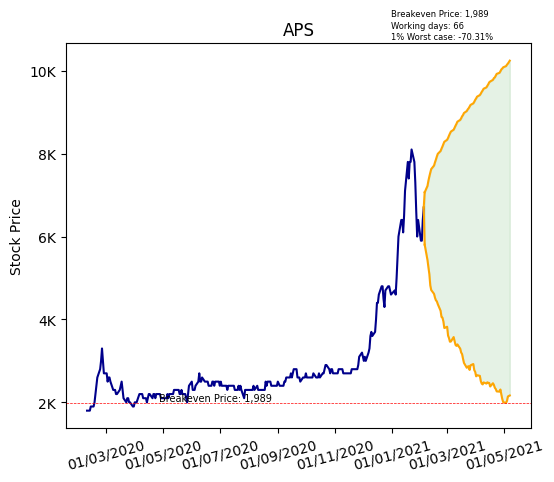 Breakeven Price: 1,989
Working days: 66
1% Worst case: -70.31%
APS
Stock Price
10K
8K
6K
4K
2K
Breakeven Price: 1,989
01/03/2020
01/05/2020
01/07/2020
01/09/2020
01/11/2020
01/01/2021
01/03/2021
01/05/2021